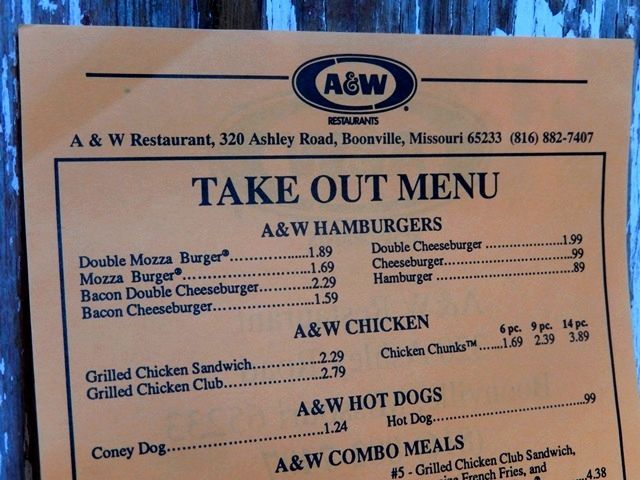 A&W
RESTAURANTS
A & W Restaurant, 320 Ashley Road, Boonville, Missouri 65233 (816) 882-7407
TAKE OUT MENU
A&W HAMBURGERS
Double Mozza Burger®..................1.89
Mozza Burger®............................1.69
Bacon Double Cheeseburger...........2.29
Bacon Cheeseburger......................1.59
Double Cheeseburger .....................1.99
Cheeseburger..................................99
Hamburger .....................................89
A&W CHICKEN
Grilled Chicken Sandwich...............2.29
Grilled Chicken Club......................2.79
6 pc. 9 pc. 14 pc.
Chicken Chunks™......1.69 2.39 3.89
A&W HOT DOGS
Coney Dog....................................1.24
Hot Dog.........................................99
A&W COMBO MEALS
#5 - Grilled Chicken Club Sandwich,
French Fries, and
4.38